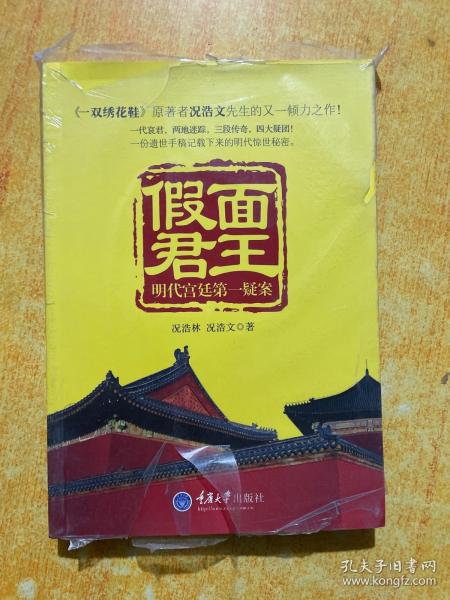 《一双绣花鞋》原著者况浩文先生的又一倾力之作！
一代哀君，两地迷踪，三段传奇，四大疑团！
一份遗世手稿记载下来的明代惊世秘密。
假面
君王
明代宫廷第一疑案
况浩林 况浩文◎著
重庆大学出版社
孔夫子旧书网
www.kongfz.com